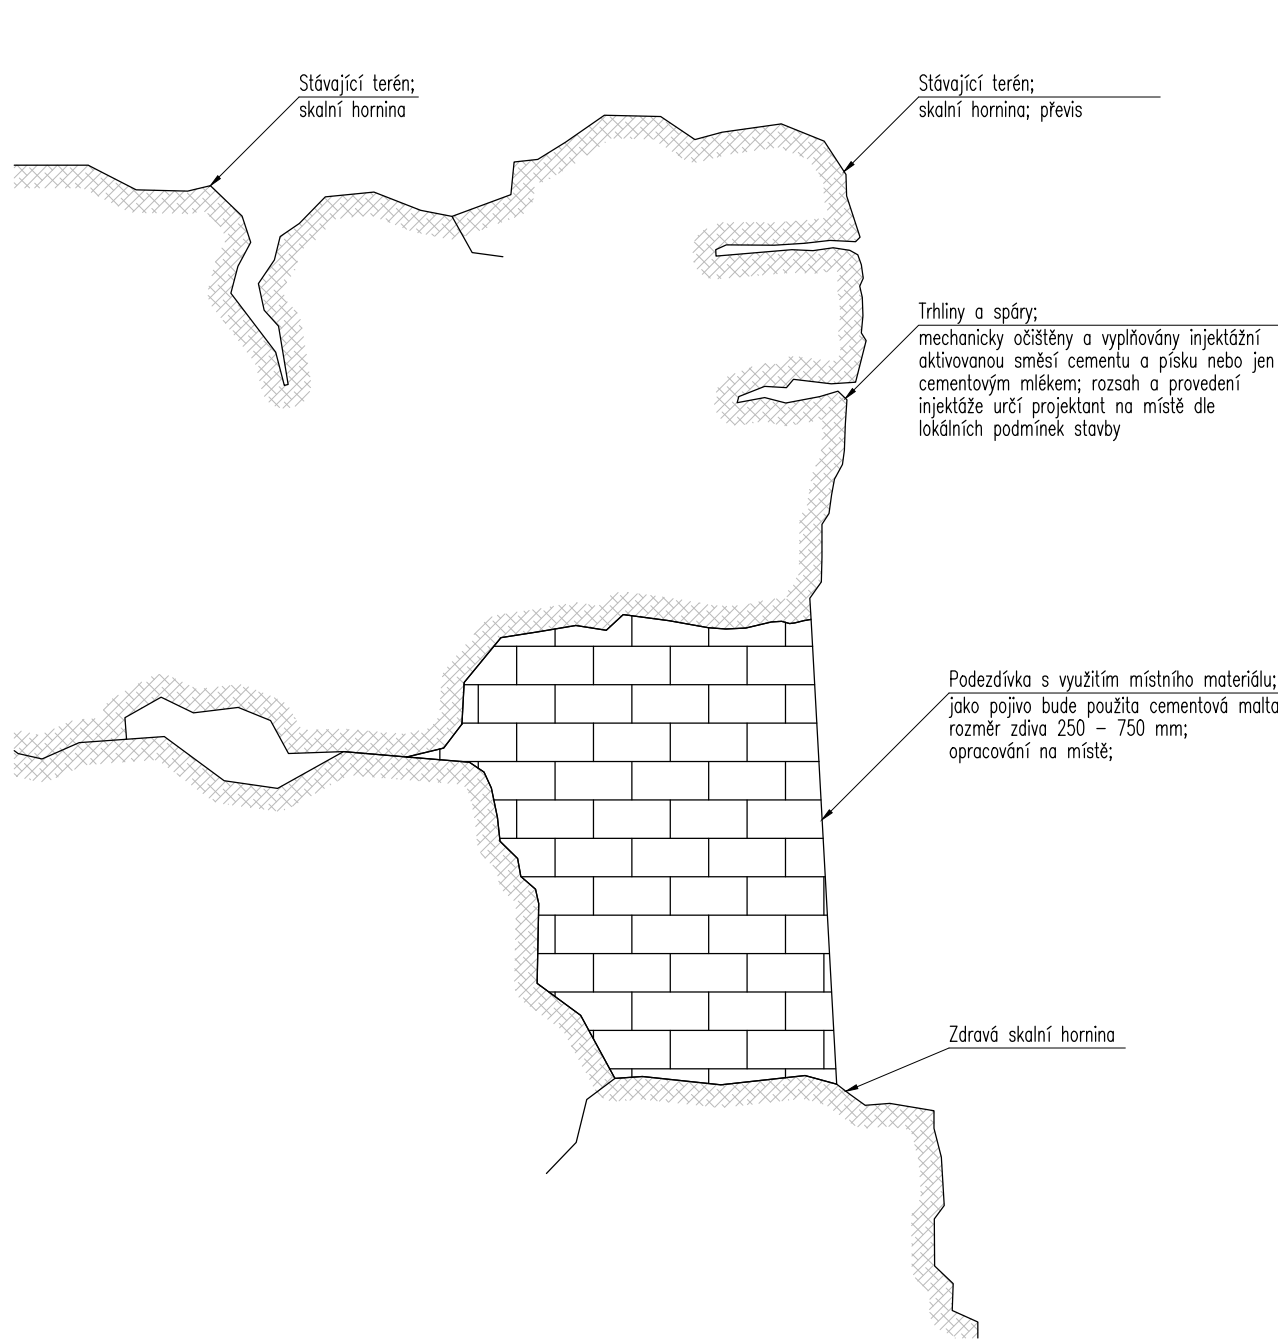 Stávající terén;
skalní hornina
Stávající terén;
skalní hornina; převis
Trhliny a spáry;
mechanicky očištěny a vyplňovány injektážní
aktivovanou směsí cementu a písku nebo jen
cementovým mlékem; rozsah a provedení
injektáže určí projektant na místě dle
lokálních podmínek stavby
Podezdívka s využitím místního materiálu;
jako pojivo bude použita cementová malta
rozměr zdiva 250 – 750 mm;
opracování na místě;
Zdravá skalní hornina